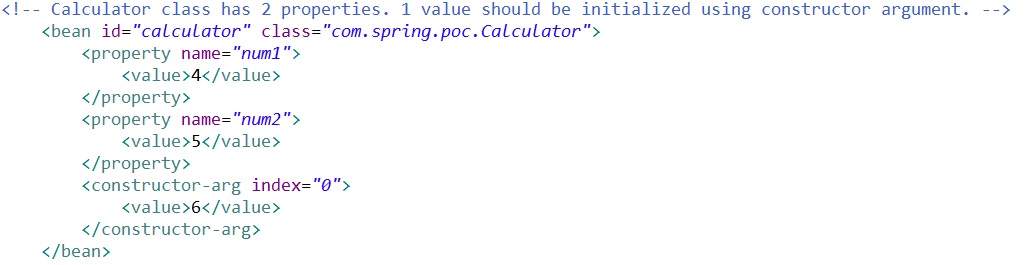 <!-- Calculator class has 2 properties. 1 value should be initialized using constructor argument. -->
    <bean id="calculator" class="com.spring.poc.Calculator">
        <property name="num1">
            <value>4</value>
        </property>
        <property name="num2">
            <value>5</value>
        </property>
        <constructor-arg index="0">
            <value>6</value>
        </constructor-arg>
    </bean>